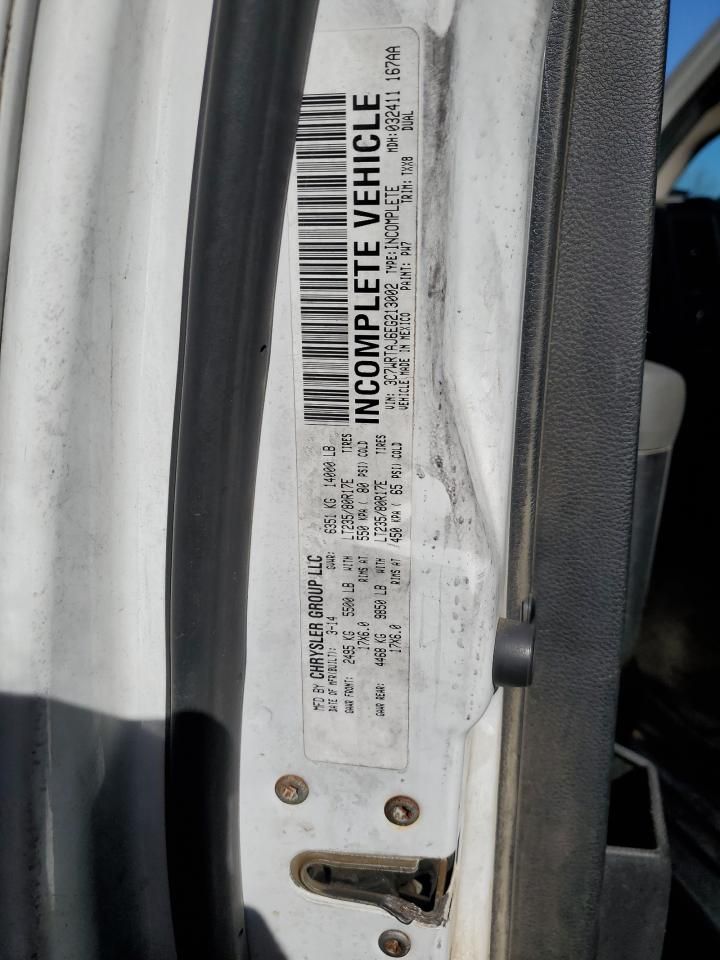 MFD BY CHRYSLER GROUP LLC
DATE OF MFR(BUILT): 3-14 GVWR: 6351 KG 14000 LB
GAWR FRONT: 2495 KG 5500 LB WITH LT235/80R17E TIRES
17X6.0 RIMS AT 550 KPA ( 80 PSI) COLD
GAWR REAR: 4468 KG 9850 LB WITH LT235/80R17E TIRES
17X6.0 RIMS AT 450 KPA ( 65 PSI) COLD
INCOMPLETE VEHICLE
VIN: 3C7WRTAJ6EG213002 TYPE:INCOMPLETE MDH:032411 167AA
VEHICLE MADE IN MEXICO PAINT: PW7 TRIM: TXX8 DUAL